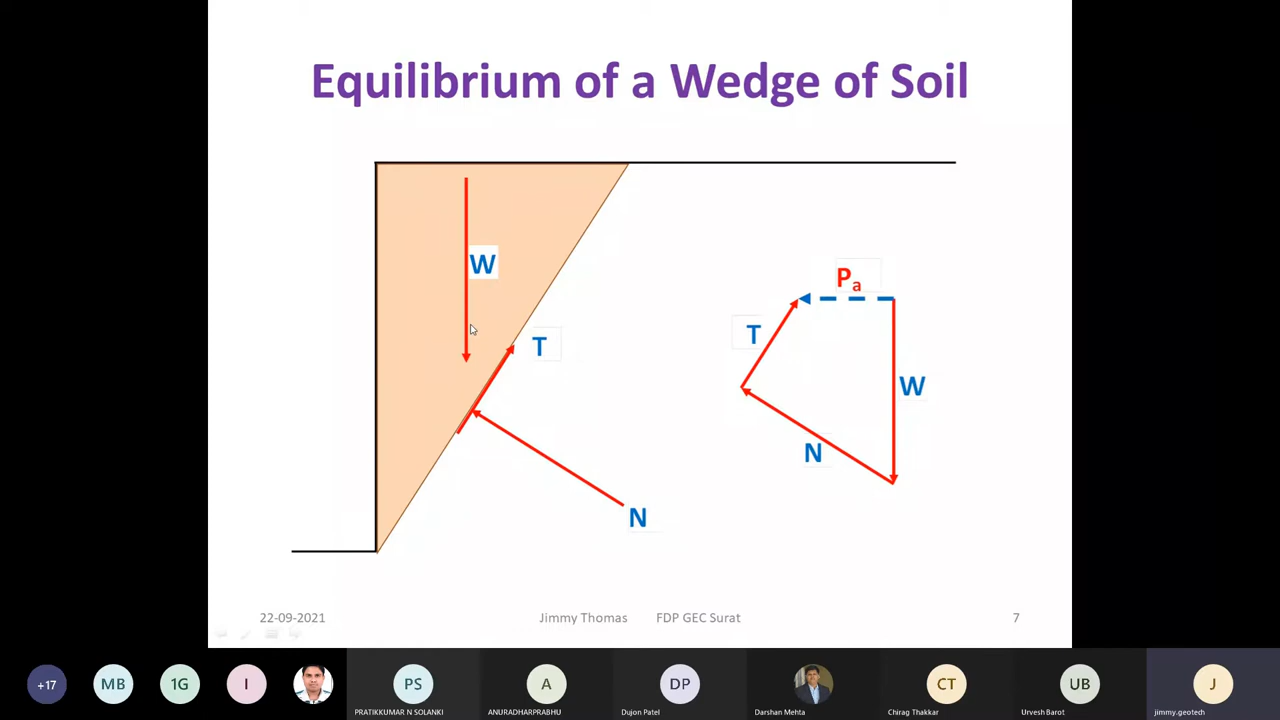 Equilibrium of a Wedge of Soil
W
T
N
Pa
T
W
N
22-09-2021
Jimmy Thomas FDP GEC Surat
7
+17
MB
1G
I
PS
A
DP
CT
UB
J
PRATIKKUMAR N SOLANKI
ANURADHARPRABHU
Dujon Patel
Darshan Mehta
Chirag Thakkar
Urvesh Barot
jimmy.geotech